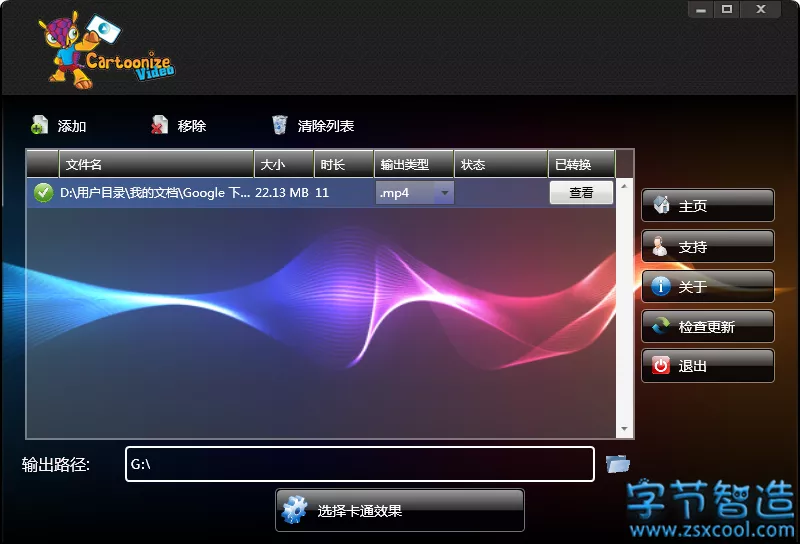 Cartoonize
Video
添加 移除 清除列表
文件名 大小 时长 输出类型 状态 已转换
D:\用户目录\我的文档\Google 下... 22.13 MB 11 .mp4 查看
主页
支持
关于
检查更新
退出
输出路径: G:\
选择卡通效果
字节智造
www.zsxcool.com